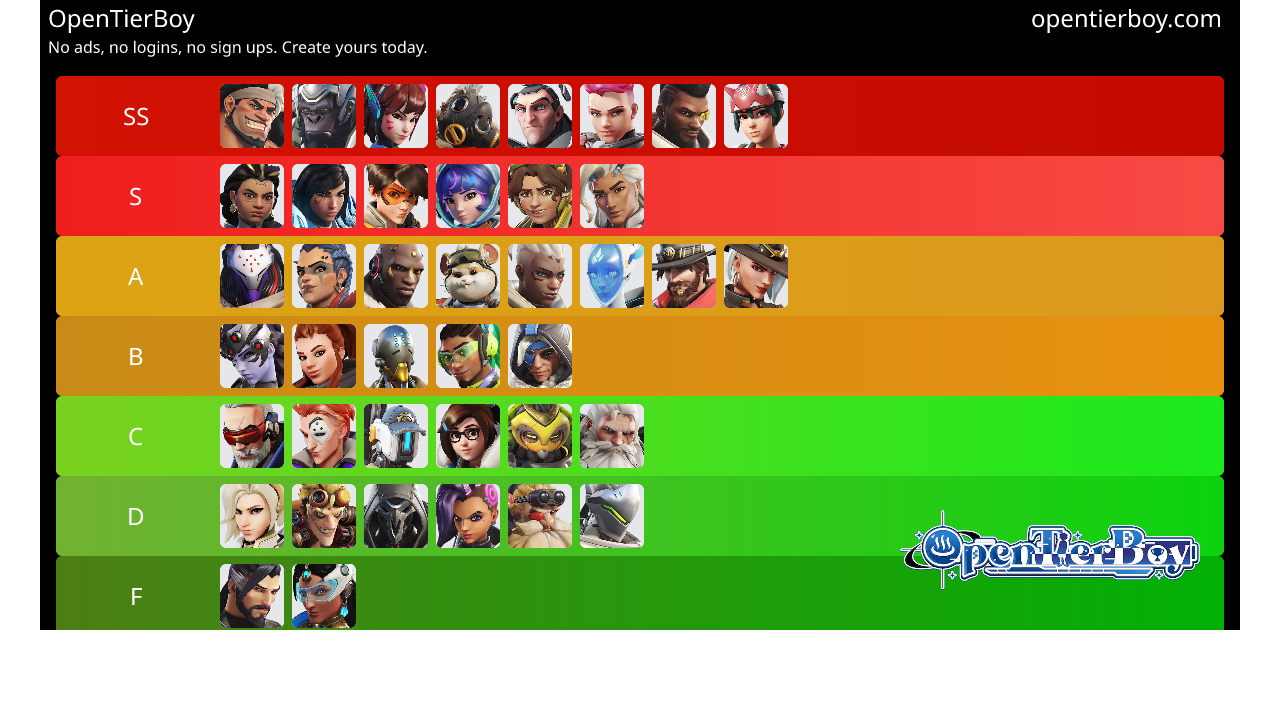 OpenTierBoy
opentierboy.com
No ads, no logins, no sign ups. Create yours today.
SS
S
A
B
C
D
F
OpenTierBoy